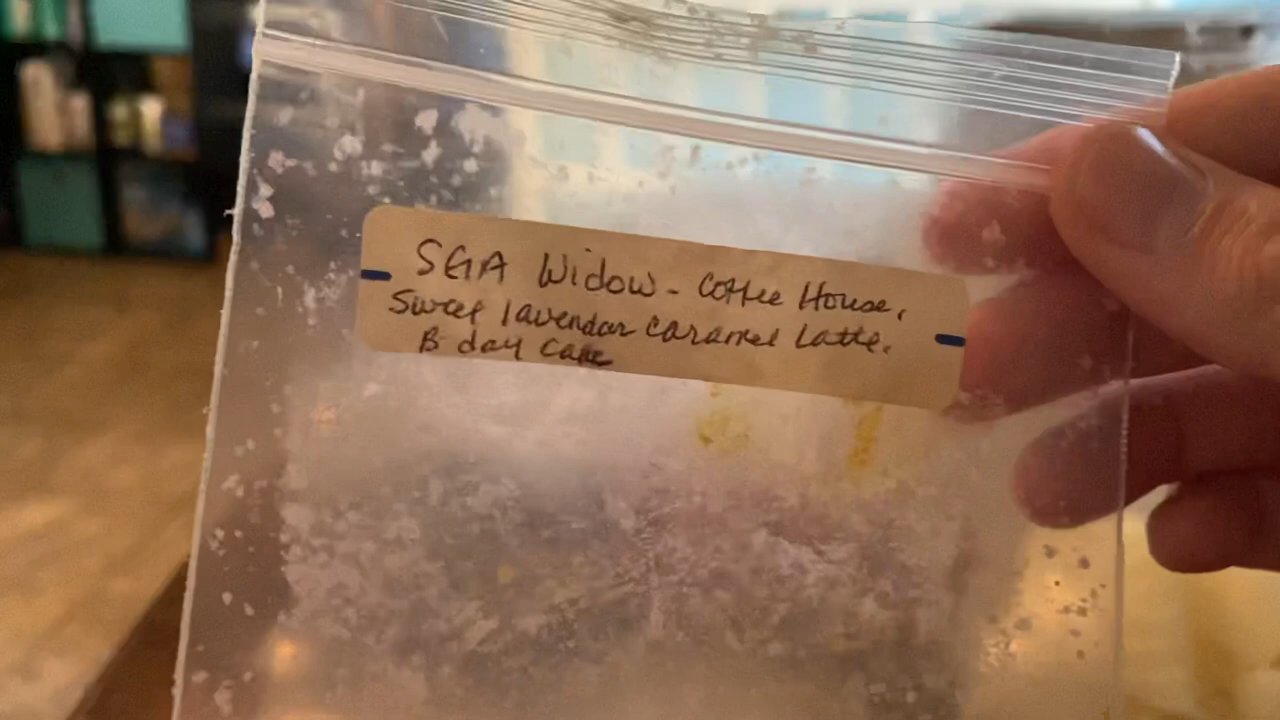 SGA Widow - Coffee House,
Sweet lavendar caramel Latte.
B-day Cake